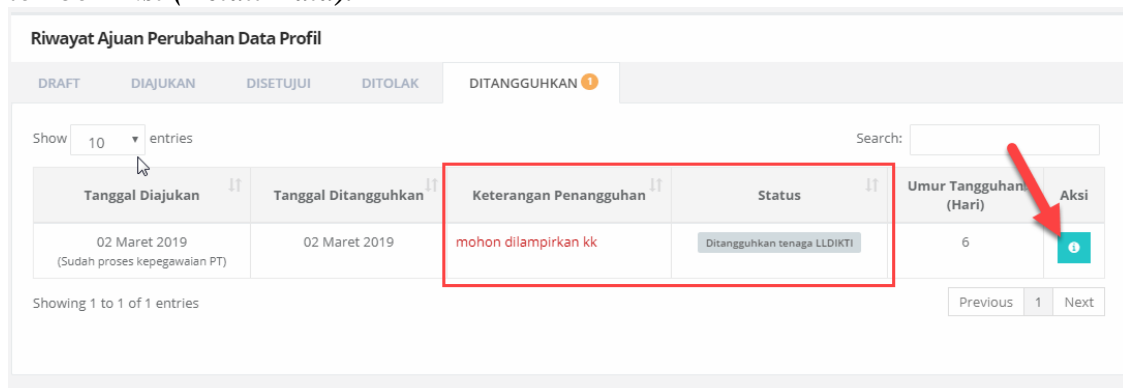 Riwayat Ajuan Perubahan Data Profil
DRAFT DIAJUKAN DISETUJUI DITOLAK DITANGGUHKAN 1
Show 10 entries Search:
Tanggal Diajukan Tanggal Ditangguhkan Keterangan Penangguhan Status Umur Tangguhan (Hari) Aksi
02 Maret 2019 02 Maret 2019 mohon dilampirkan kk Ditangguhkan tenaga LLDIKTI 6
(Sudah proses kepegawaian PT)
Showing 1 to 1 of 1 entries Previous 1 Next